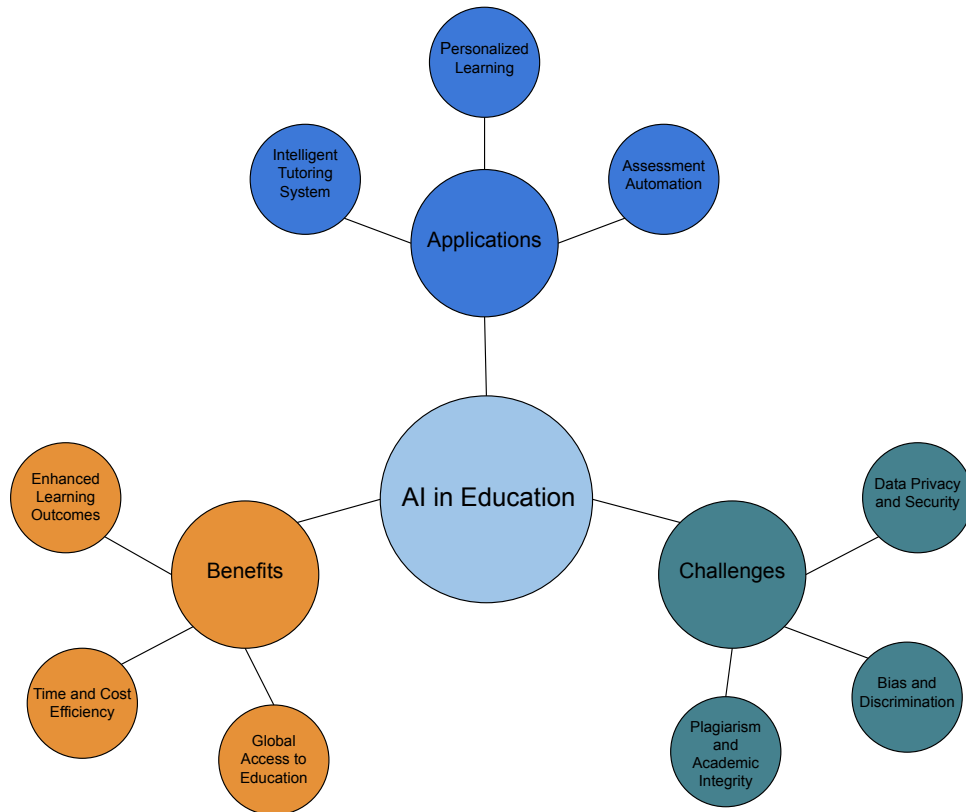 Personalized
Learning
Intelligent
Tutoring
System
Assessment
Automation
Applications
AI in Education
Enhanced
Learning
Outcomes
Benefits
Time and Cost
Efficiency
Global
Access to
Education
Data Privacy
and Security
Challenges
Bias and
Discrimination
Plagiarism
and
Academic
Integrity